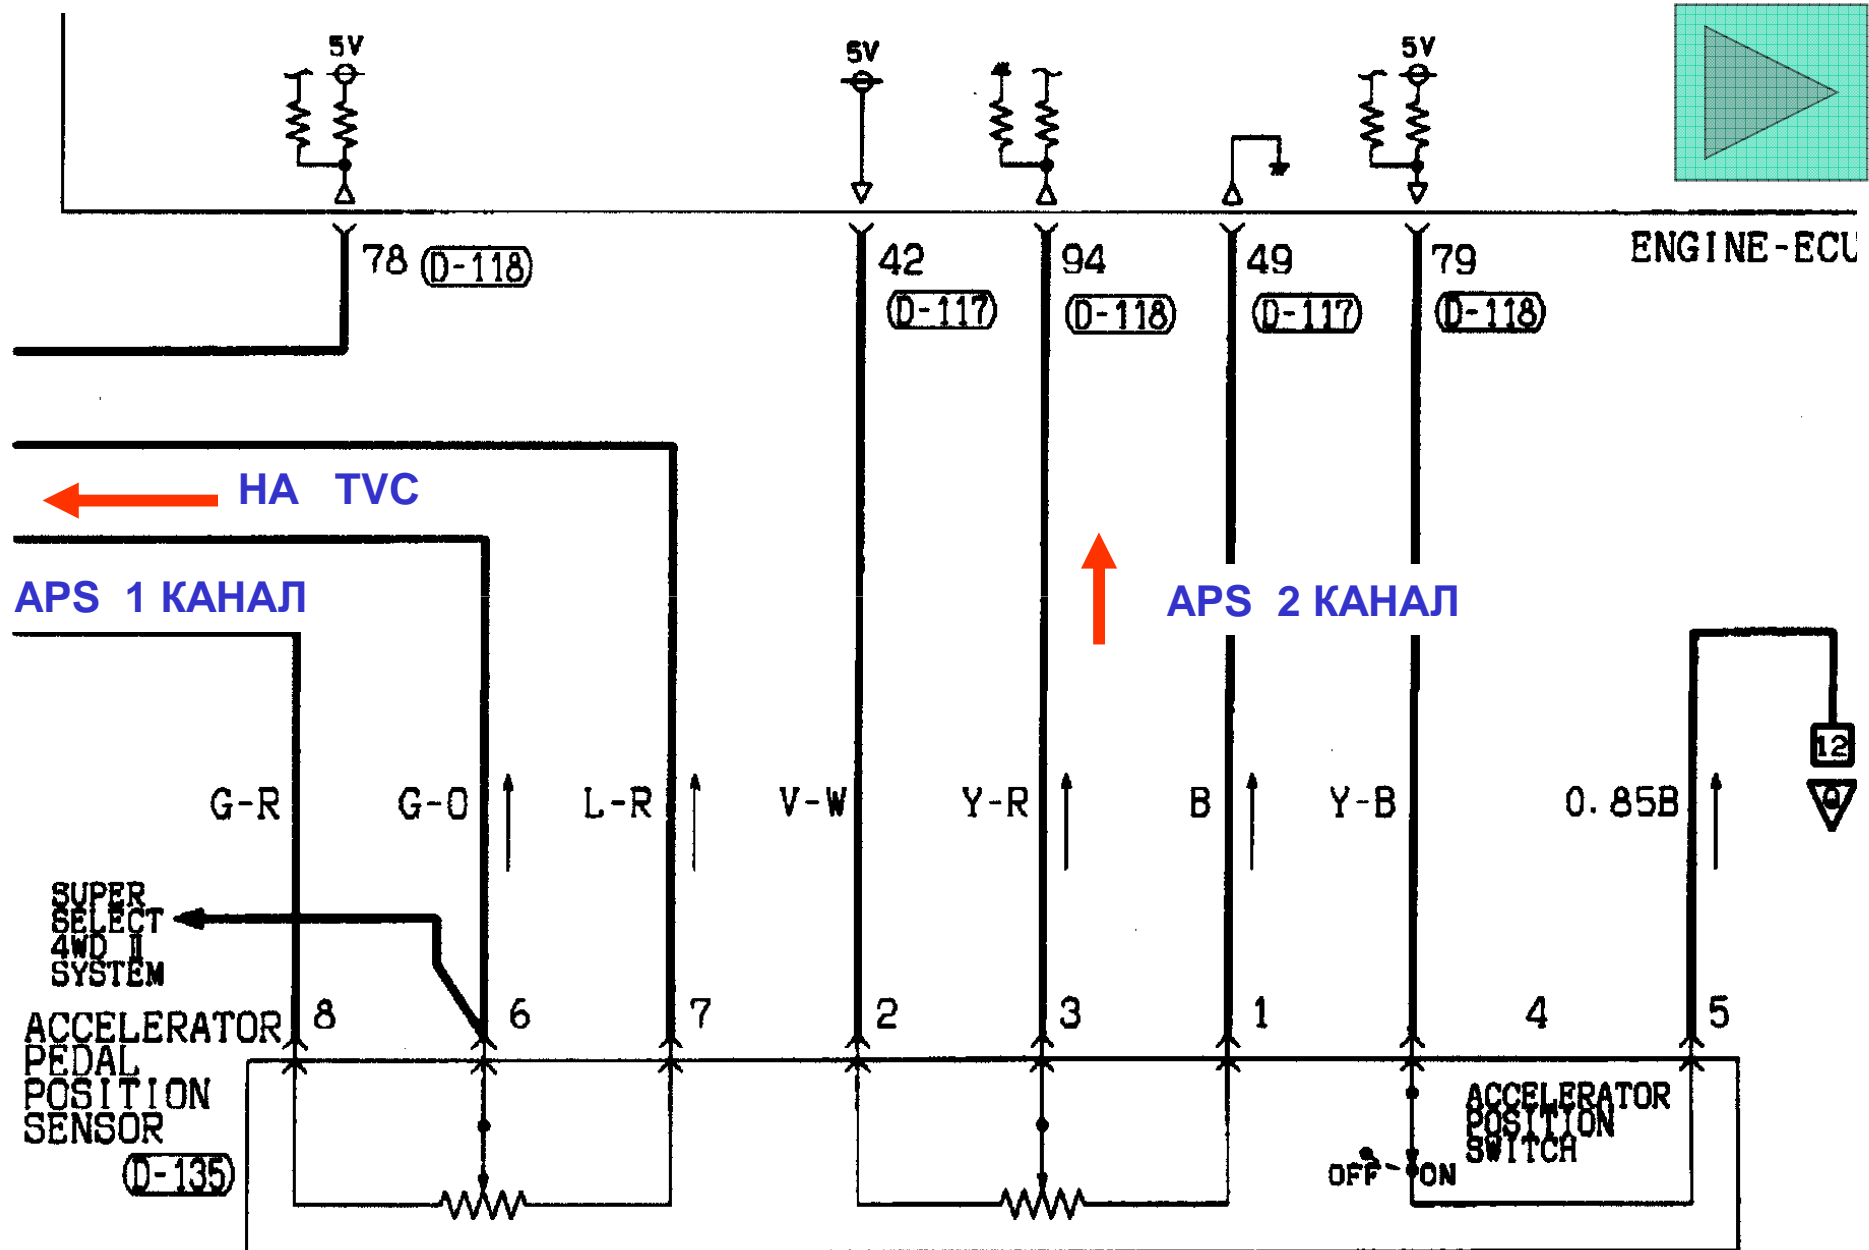 5V
5V
5V
78 D-118
42
D-117
94
D-118
49
D-117
79
D-118
ENGINE-ECU
НА TVC
APS 1 КАНАЛ
APS 2 КАНАЛ
12
G-R
G-O
L-R
V-W
Y-R
B
Y-B
0.85B
SUPER
SELECT
4WD II
SYSTEM
8
6
7
2
3
1
4
5
ACCELERATOR
PEDAL
POSITION
SENSOR
D-135
ACCELERATOR
POSITION
SWITCH
OFF
ON